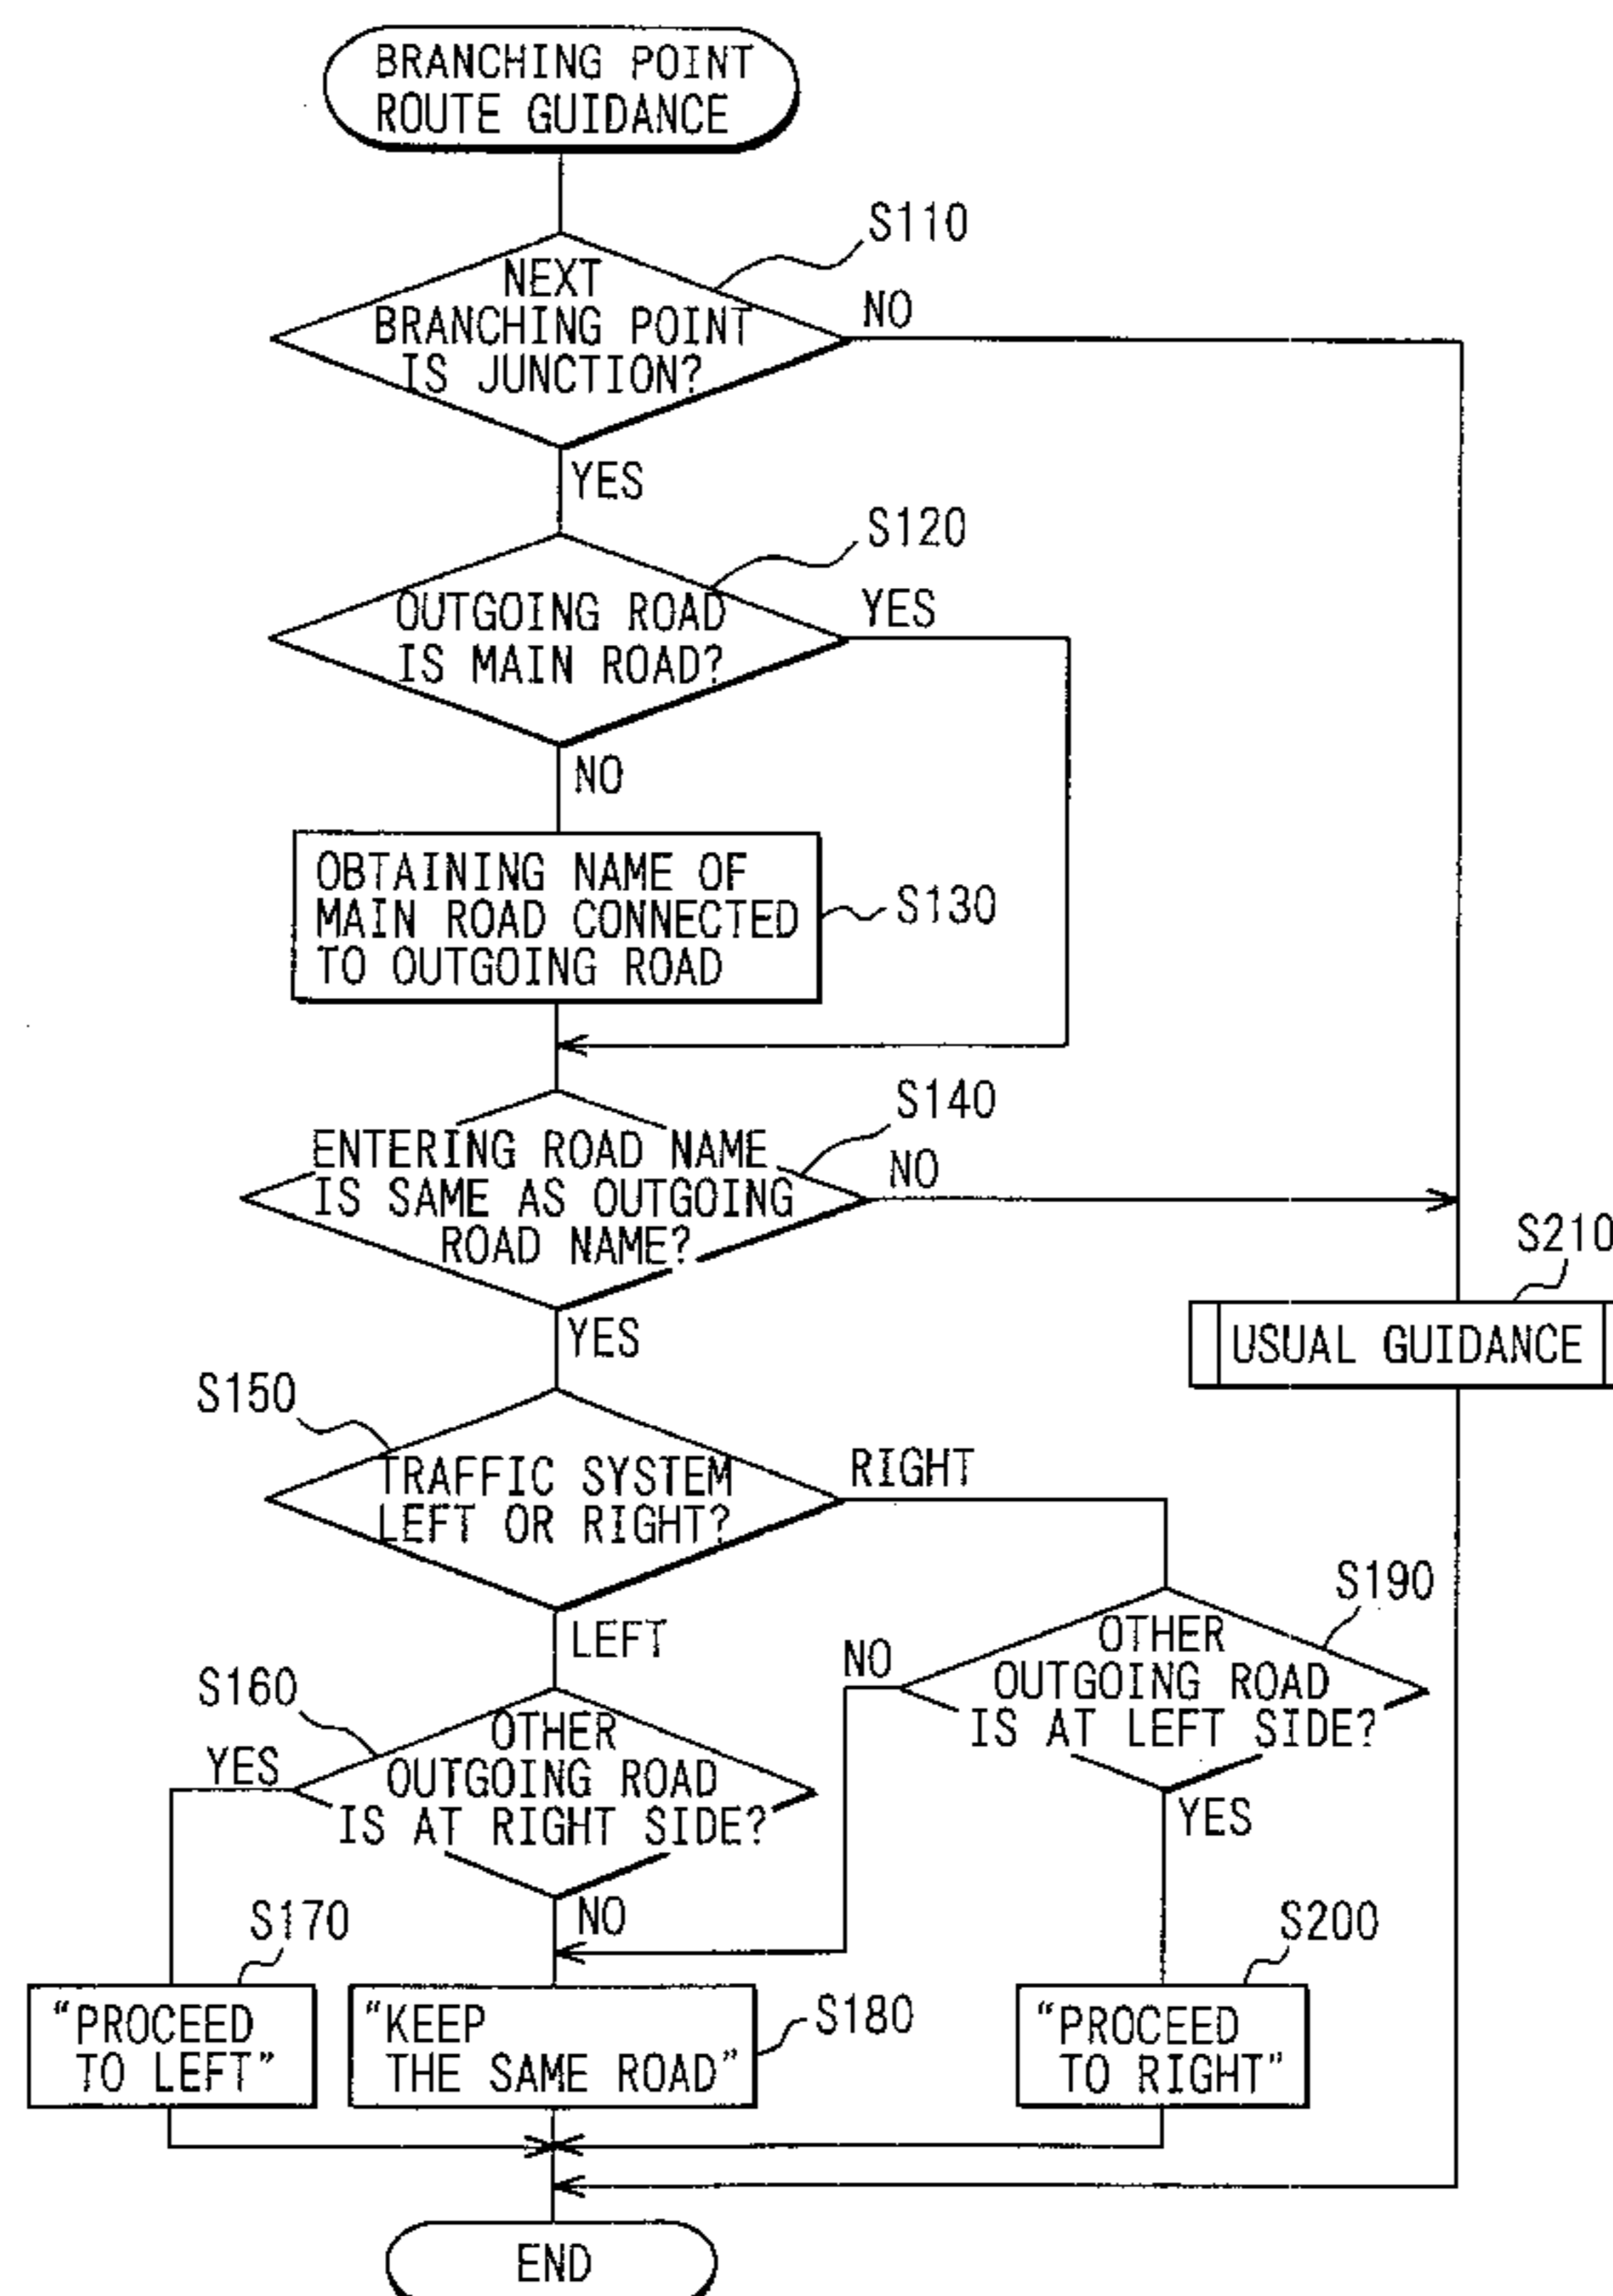 BRANCHING POINT
ROUTE GUIDANCE
S110
NEXT
BRANCHING POINT
IS JUNCTION?
NO
YES
S120
OUTGOING ROAD
IS MAIN ROAD?
YES
NO
OBTAINING NAME OF
MAIN ROAD CONNECTED
TO OUTGOING ROAD
S130
S140
ENTERING ROAD NAME
IS SAME AS OUTGOING
ROAD NAME?
NO
YES
S210
USUAL GUIDANCE
S150
TRAFFIC SYSTEM
LEFT OR RIGHT?
RIGHT
LEFT
S190
OTHER
OUTGOING ROAD
IS AT LEFT SIDE?
NO
YES
S160
OTHER
OUTGOING ROAD
IS AT RIGHT SIDE?
YES
NO
S170
“PROCEED
TO LEFT”
“KEEP
THE SAME ROAD”
S180
S200
“PROCEED
TO RIGHT”
END